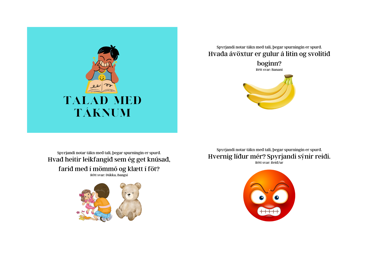 TALAÐ MEÐ
TÁKNUM
Spyrjandi notar tákn með tali, þegar spurningin er spurð.
Hvaða ávöxtur er gulur á litin og svolítið
boginn?
Rétt svar: Banani
Spyrjandi notar tákn með tali, þegar spurningin er spurð.
Hvað heitir leikfangið sem ég get knúsað,
farið með í mömmó og klætt í föt?
Rétt svar: Dúkka/Bangsi
Spyrjandi notar tákn með tali, þegar spurningin er spurð.
Hvernig líður mér? Spyrjandi sýnir reiði.
Rétt svar: Reið/ur